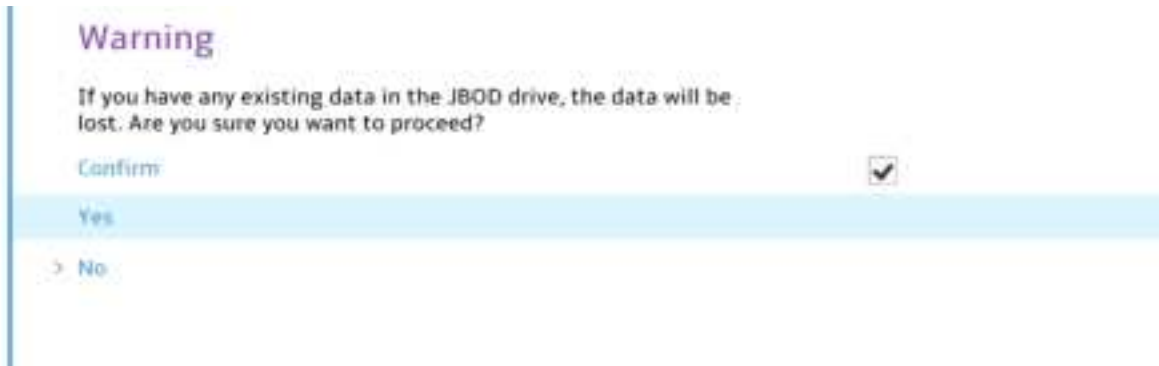 Warning
If you have any existing data in the JBOD drive, the data will be
lost. Are you sure you want to proceed?
Confirm
Yes
> No